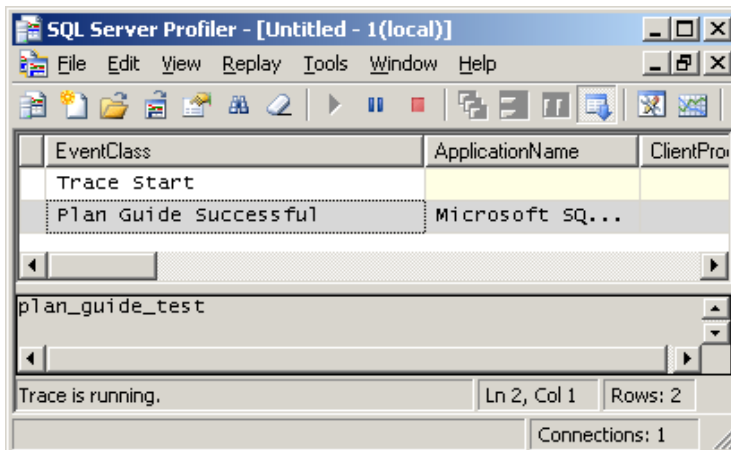 SQL Server Profiler - [Untitled - 1(local)]
File Edit View Replay Tools Window Help
EventClass ApplicationName ClientPro
Trace Start
Plan Guide Successful Microsoft SQ...
plan_guide_test
Trace is running. Ln 2, Col 1 Rows: 2
Connections: 1